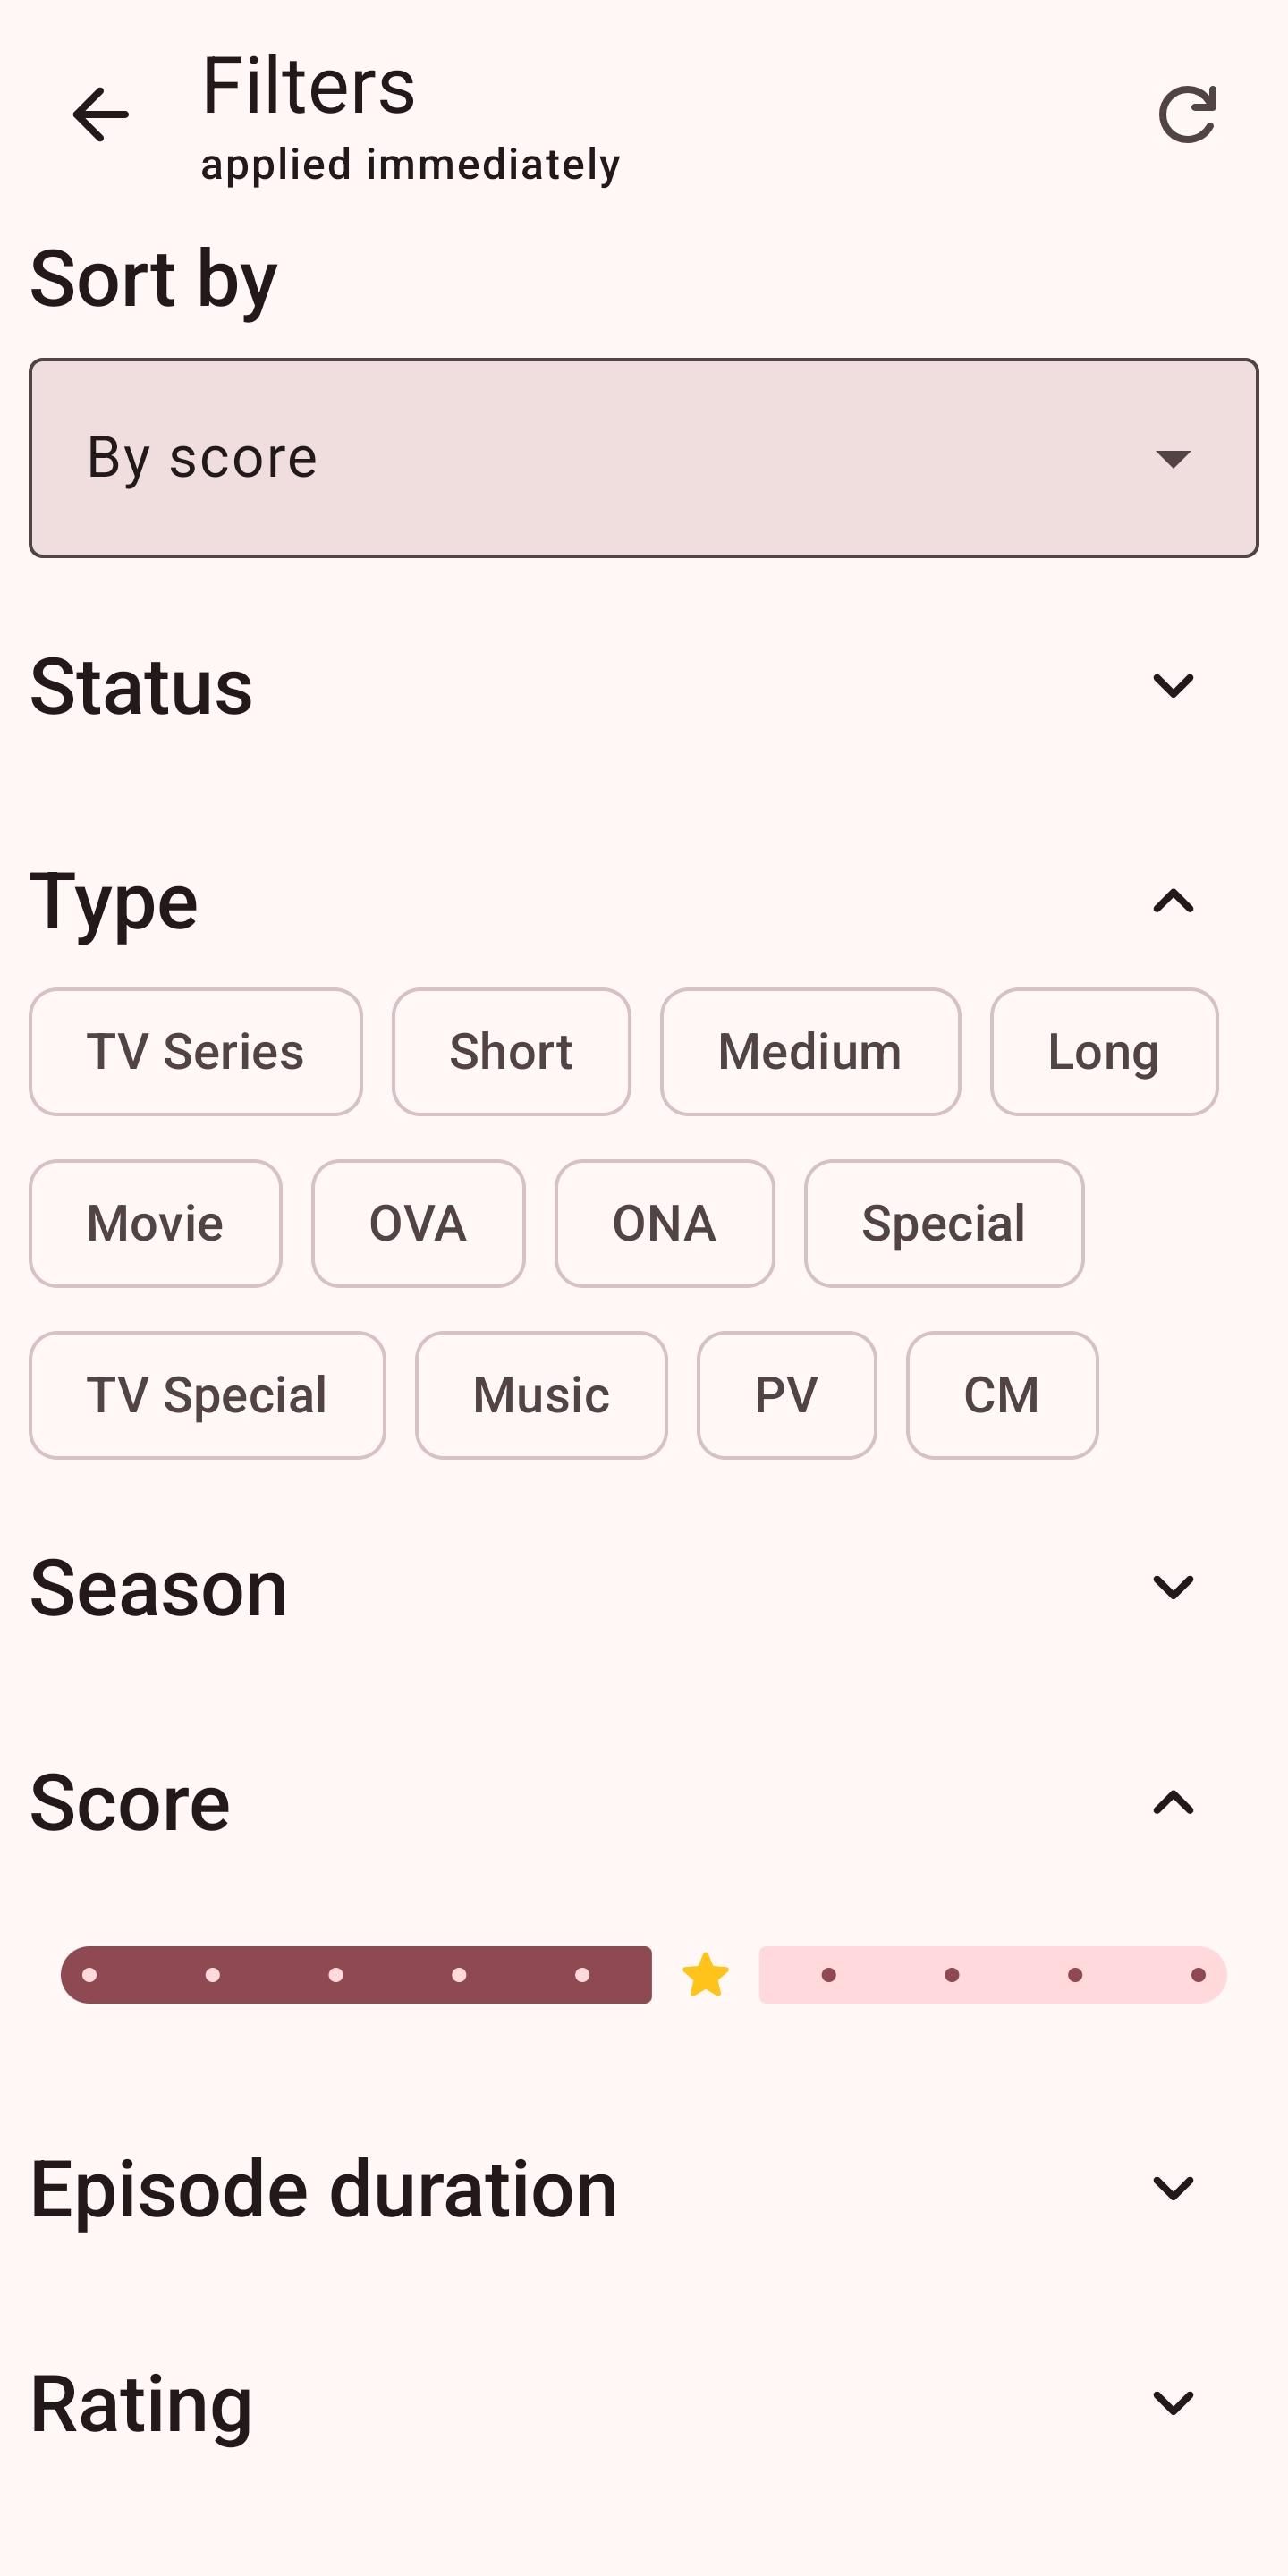 Filters
applied immediately
Sort by
By score
Status
Type
TV Series Short Medium Long
Movie OVA ONA Special
TV Special Music PV CM
Season
Score
Episode duration
Rating